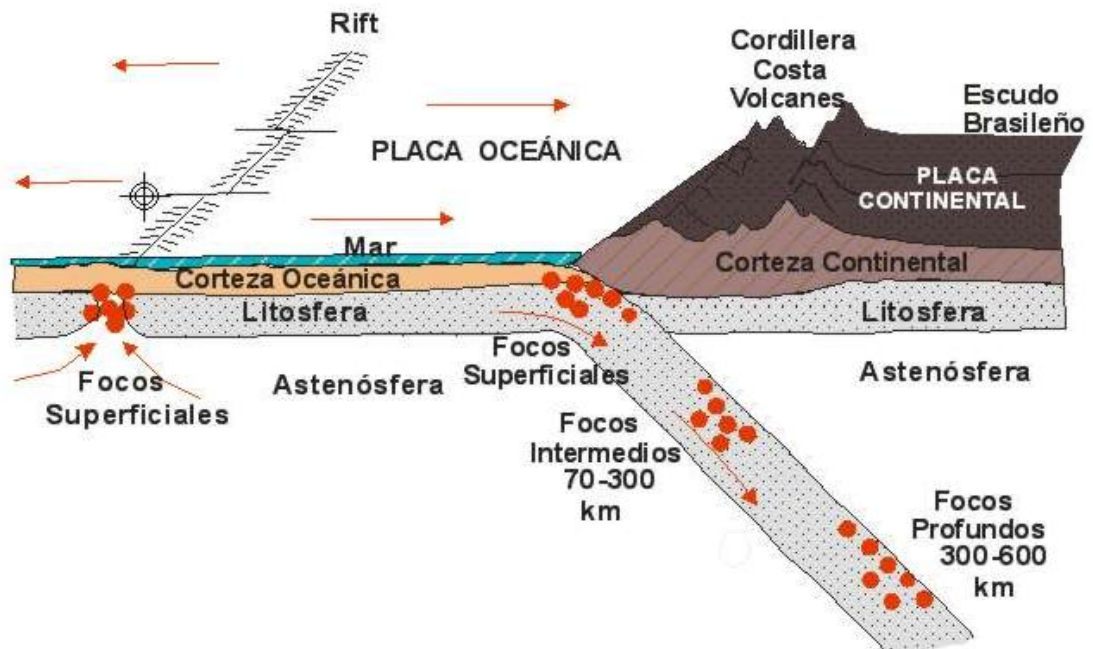 Rift
Cordillera
Costa
Volcanes
Escudo
Brasileño
PLACA OCEÁNICA
PLACA
CONTINENTAL
Mar
Corteza Oceánica
Corteza Continental
Litosfera
Litosfera
Focos
Superficiales
Astenósfera
Focos
Superficiales
Astenósfera
Focos
Intermedios
70-300
km
Focos
Profundos
300-600
km